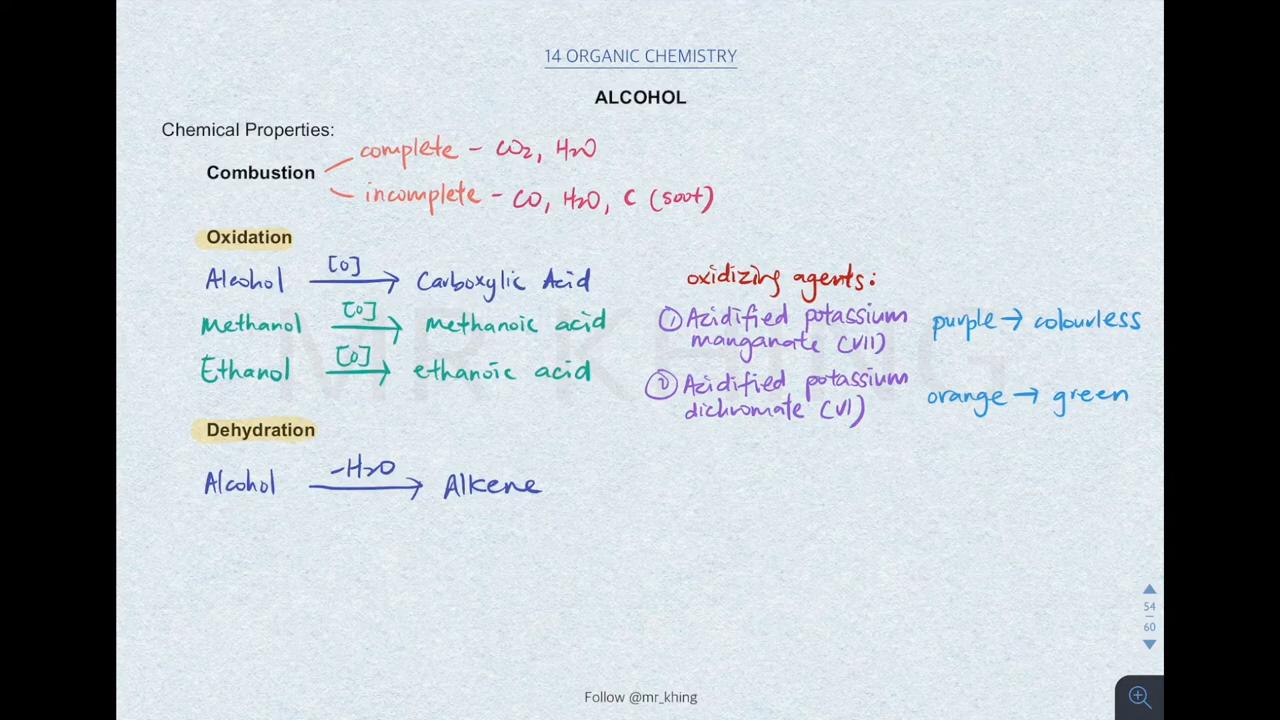 14 ORGANIC CHEMISTRY
ALCOHOL
Chemical Properties:
Combustion
complete - CO2, H2O
incomplete - CO, H2O, C (soot)
Oxidation
Alcohol [O] → Carboxylic Acid
Methanol [O] → methanoic acid
Ethanol [O] → ethanoic acid
oxidizing agents:
① Acidified potassium
manganate (VII)
purple → colourless
② Acidified potassium
dichromate (VI)
orange → green
Dehydration
Alcohol -H2O → Alkene
MR KHING
54
60
Follow @mr_khing